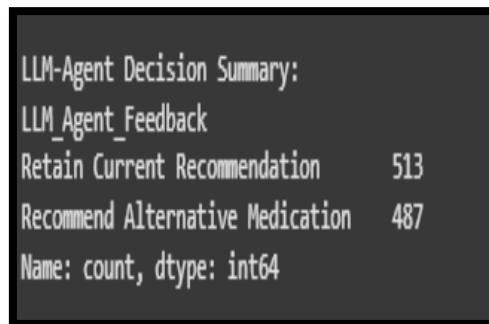 LLM-Agent Decision Summary:
LLM_Agent_Feedback
Retain Current Recommendation 513
Recommend Alternative Medication 487
Name: count, dtype: int64